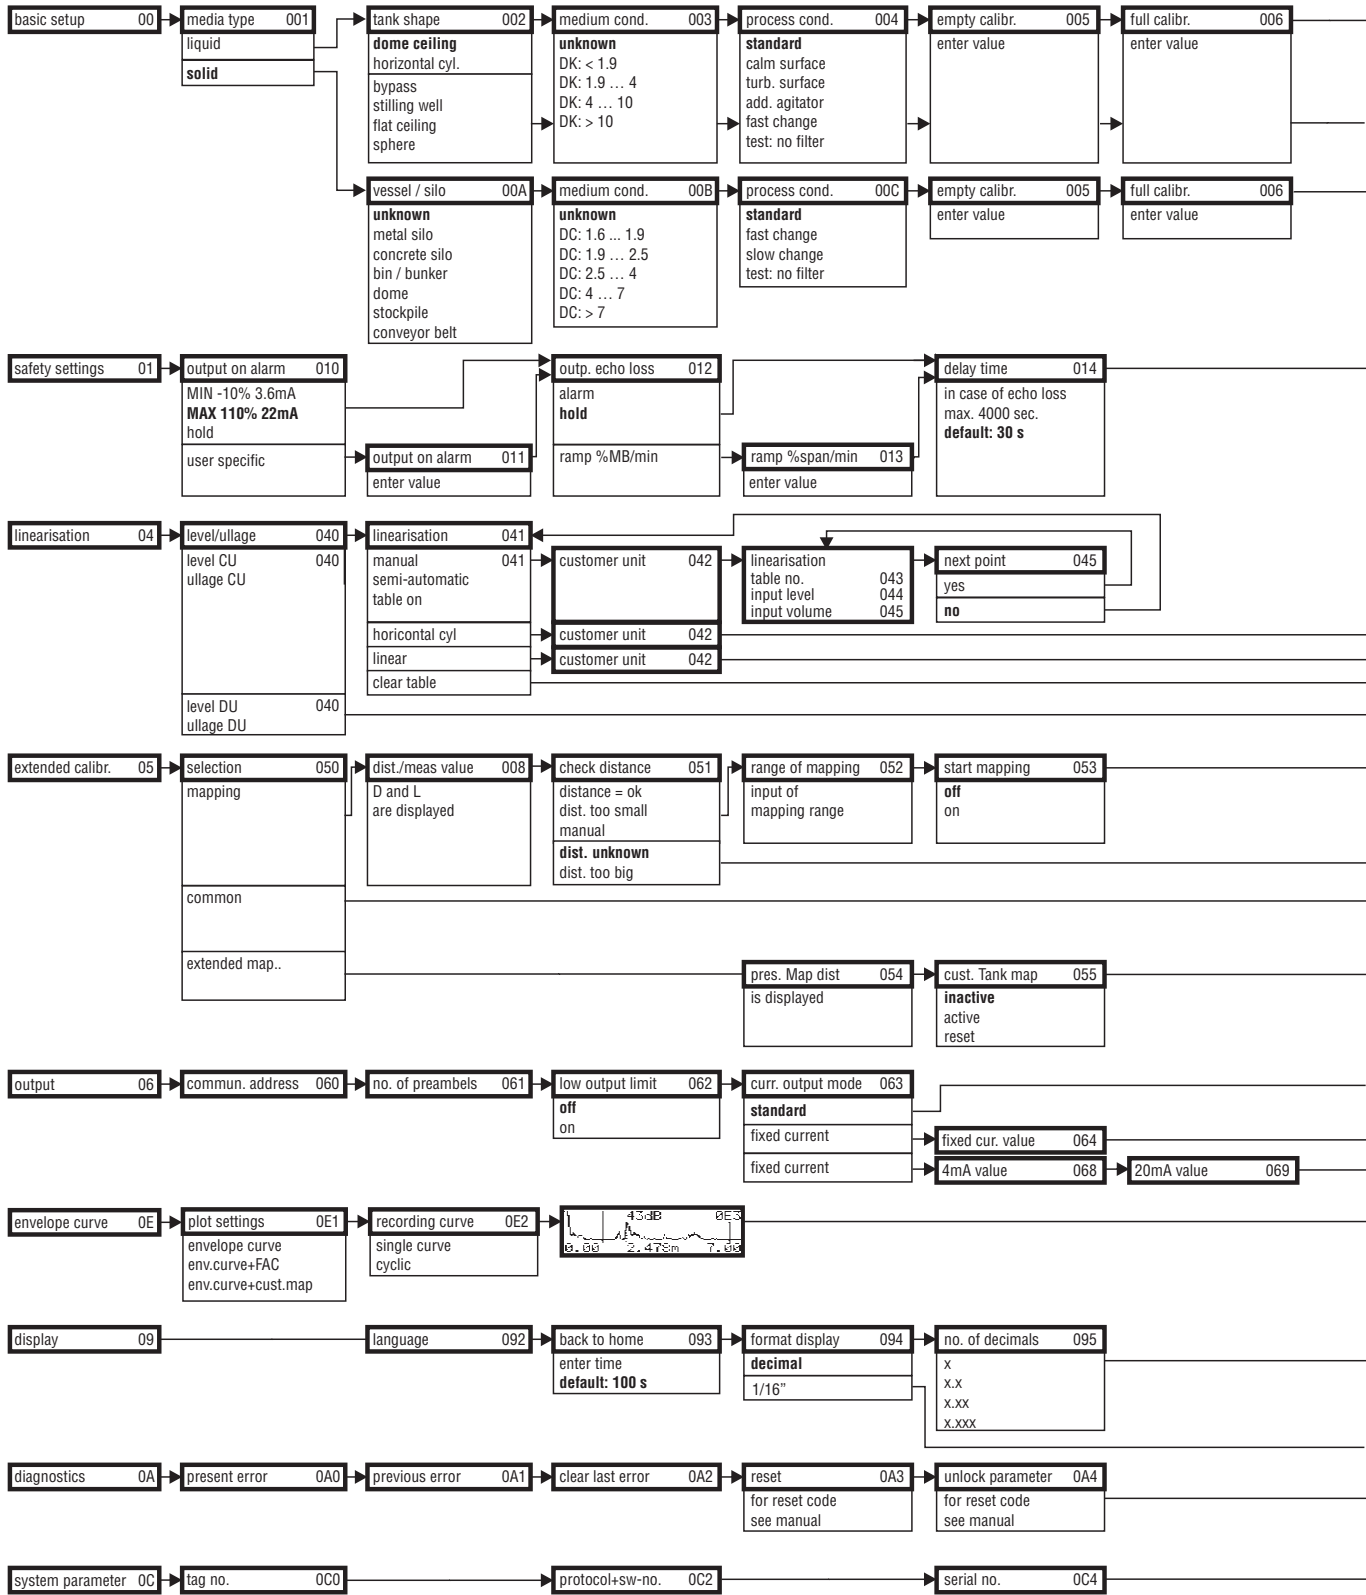 basic setup 00
media type 001
liquid
solid
tank shape 002
dome ceiling
horizontal cyl.
bypass
stilling well
flat ceiling
sphere
medium cond. 003
unknown
DK: < 1.9
DK: 1.9 … 4
DK: 4 … 10
DK: > 10
process cond. 004
standard
calm surface
turb. surface
add. agitator
fast change
test: no filter
empty calibr. 005
enter value
full calibr. 006
enter value
vessel / silo 00A
unknown
metal silo
concrete silo
bin / bunker
dome
stockpile
conveyor belt
medium cond. 00B
unknown
DC: 1.6 ... 1.9
DC: 1.9 … 2.5
DC: 2.5 … 4
DC: 4 … 7
DC: > 7
process cond. 00C
standard
fast change
slow change
test: no filter
empty calibr. 005
enter value
full calibr. 006
enter value
safety settings 01
output on alarm 010
MIN -10% 3.6mA
MAX 110% 22mA
hold
user specific
output on alarm 011
enter value
outp. echo loss 012
alarm
hold
ramp %MB/min
ramp %span/min 013
enter value
delay time 014
in case of echo loss
max. 4000 sec.
default: 30 s
linearisation 04
level/ullage 040
level CU 040
ullage CU
level DU 040
ullage DU
linearisation 041
manual 041
semi-automatic
table on
horicontal cyl
linear
clear table
customer unit 042
customer unit 042
customer unit 042
linearisation
table no. 043
input level 044
input volume 045
next point 045
yes
no
extended calibr. 05
selection 050
mapping
common
extended map..
dist./meas value 008
D and L
are displayed
check distance 051
distance = ok
dist. too small
manual
dist. unknown
dist. too big
range of mapping 052
input of
mapping range
start mapping 053
off
on
pres. Map dist 054
is displayed
cust. Tank map 055
inactive
active
reset
output 06
commun. address 060
no. of preambels 061
low output limit 062
off
on
curr. output mode 063
standard
fixed current
fixed current
fixed cur. value 064
4mA value 068
20mA value 069
envelope curve 0E
plot settings 0E1
envelope curve
env.curve+FAC
env.curve+cust.map
recording curve 0E2
single curve
cyclic
43dB 0E3
0.00 2.478m 7.00
display 09
language 092
back to home 093
enter time
default: 100 s
format display 094
decimal
1/16”
no. of decimals 095
x
x.x
x.xx
x.xxx
diagnostics 0A
present error 0A0
previous error 0A1
clear last error 0A2
reset 0A3
for reset code
see manual
unlock parameter 0A4
for reset code
see manual
system parameter 0C
tag no. 0C0
protocol+sw-no. 0C2
serial no. 0C4